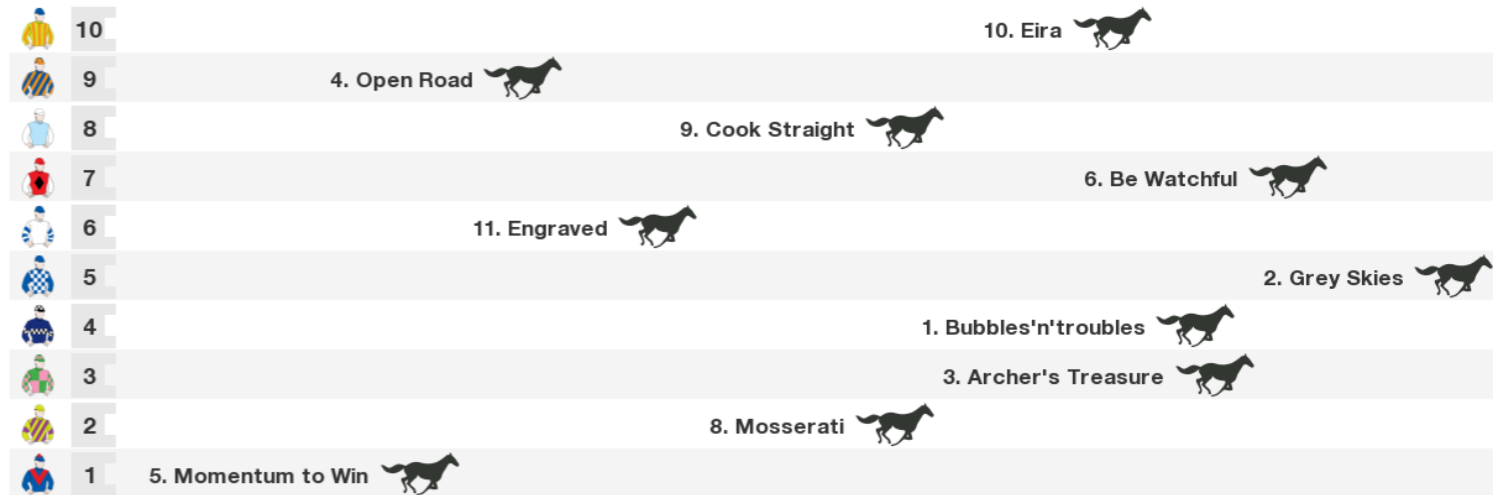 10 10. Eira
9 4. Open Road
8 9. Cook Straight
7 6. Be Watchful
6 11. Engraved
5 2. Grey Skies
4 1. Bubbles'n'troubles
3 3. Archer's Treasure
2 8. Mosserati
1 5. Momentum to Win